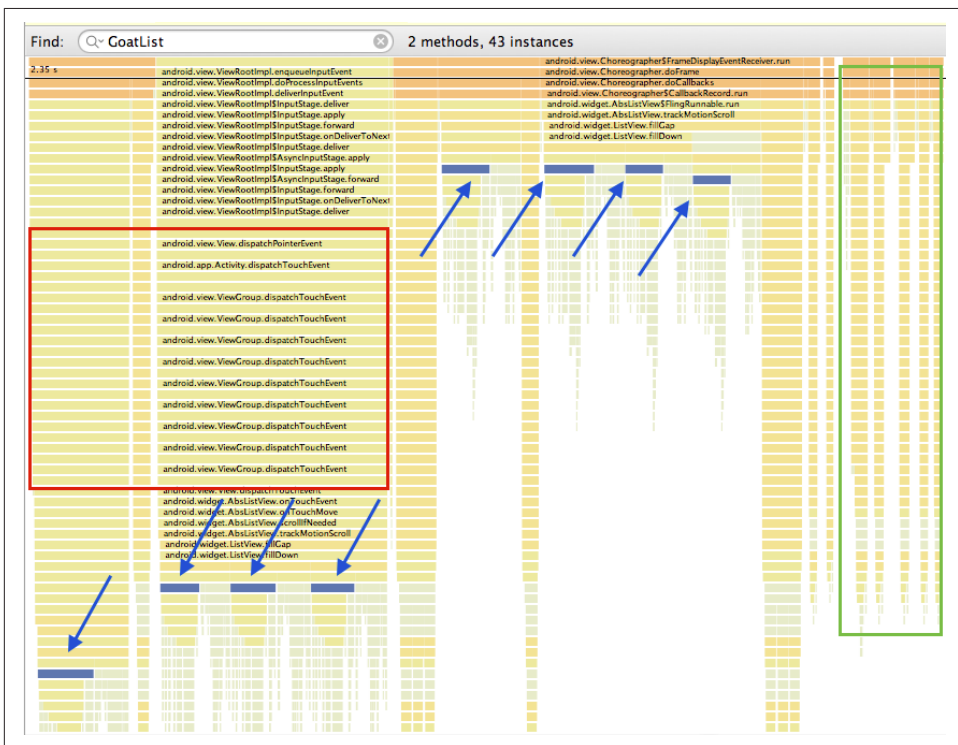 Find: GoatList 2 methods, 43 instances
2.35 s
android.view.ViewRootImpl.enqueueInputEvent
android.view.ViewRootImpl.doProcessInputEvents
android.view.ViewRootImpl.deliverInputEvent
android.view.ViewRootImpl$InputStage.deliver
android.view.ViewRootImpl$InputStage.apply
android.view.ViewRootImpl$InputStage.forward
android.view.ViewRootImpl$InputStage.onDeliverToNext
android.view.ViewRootImpl$InputStage.deliver
android.view.ViewRootImpl$AsyncInputStage.apply
android.view.ViewRootImpl$InputStage.apply
android.view.ViewRootImpl$AsyncInputStage.forward
android.view.ViewRootImpl$InputStage.forward
android.view.ViewRootImpl$InputStage.onDeliverToNext
android.view.ViewRootImpl$InputStage.deliver
android.view.View.dispatchPointerEvent
android.app.Activity.dispatchTouchEvent
android.view.ViewGroup.dispatchTouchEvent
android.view.ViewGroup.dispatchTouchEvent
android.view.ViewGroup.dispatchTouchEvent
android.view.ViewGroup.dispatchTouchEvent
android.view.ViewGroup.dispatchTouchEvent
android.view.ViewGroup.dispatchTouchEvent
android.view.ViewGroup.dispatchTouchEvent
android.view.ViewGroup.dispatchTouchEvent
android.view.ViewGroup.dispatchTouchEvent
android.view.View.dispatchTouchEvent
android.widget.AbsListView.onTouchEvent
android.widget.AbsListView.onTouchMove
android.widget.AbsListView.scrollIfNeeded
android.widget.AbsListView.trackMotionScroll
android.widget.ListView.fillGap
android.widget.ListView.fillDown
android.view.Choreographer$FrameDisplayEventReceiver.run
android.view.Choreographer.doFrame
android.view.Choreographer.doCallbacks
android.view.Choreographer$CallbackRecord.run
android.widget.AbsListView$FlingRunnable.run
android.widget.AbsListView.trackMotionScroll
android.widget.ListView.fillGap
android.widget.ListView.fillDown